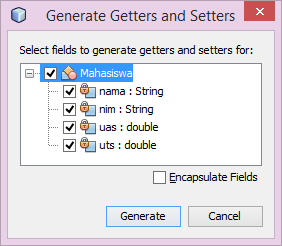 Generate Getters and Setters
Select fields to generate getters and setters for:
Mahasiswa
nama : String
nim : String
uas : double
uts : double
Encapsulate Fields
Generate
Cancel